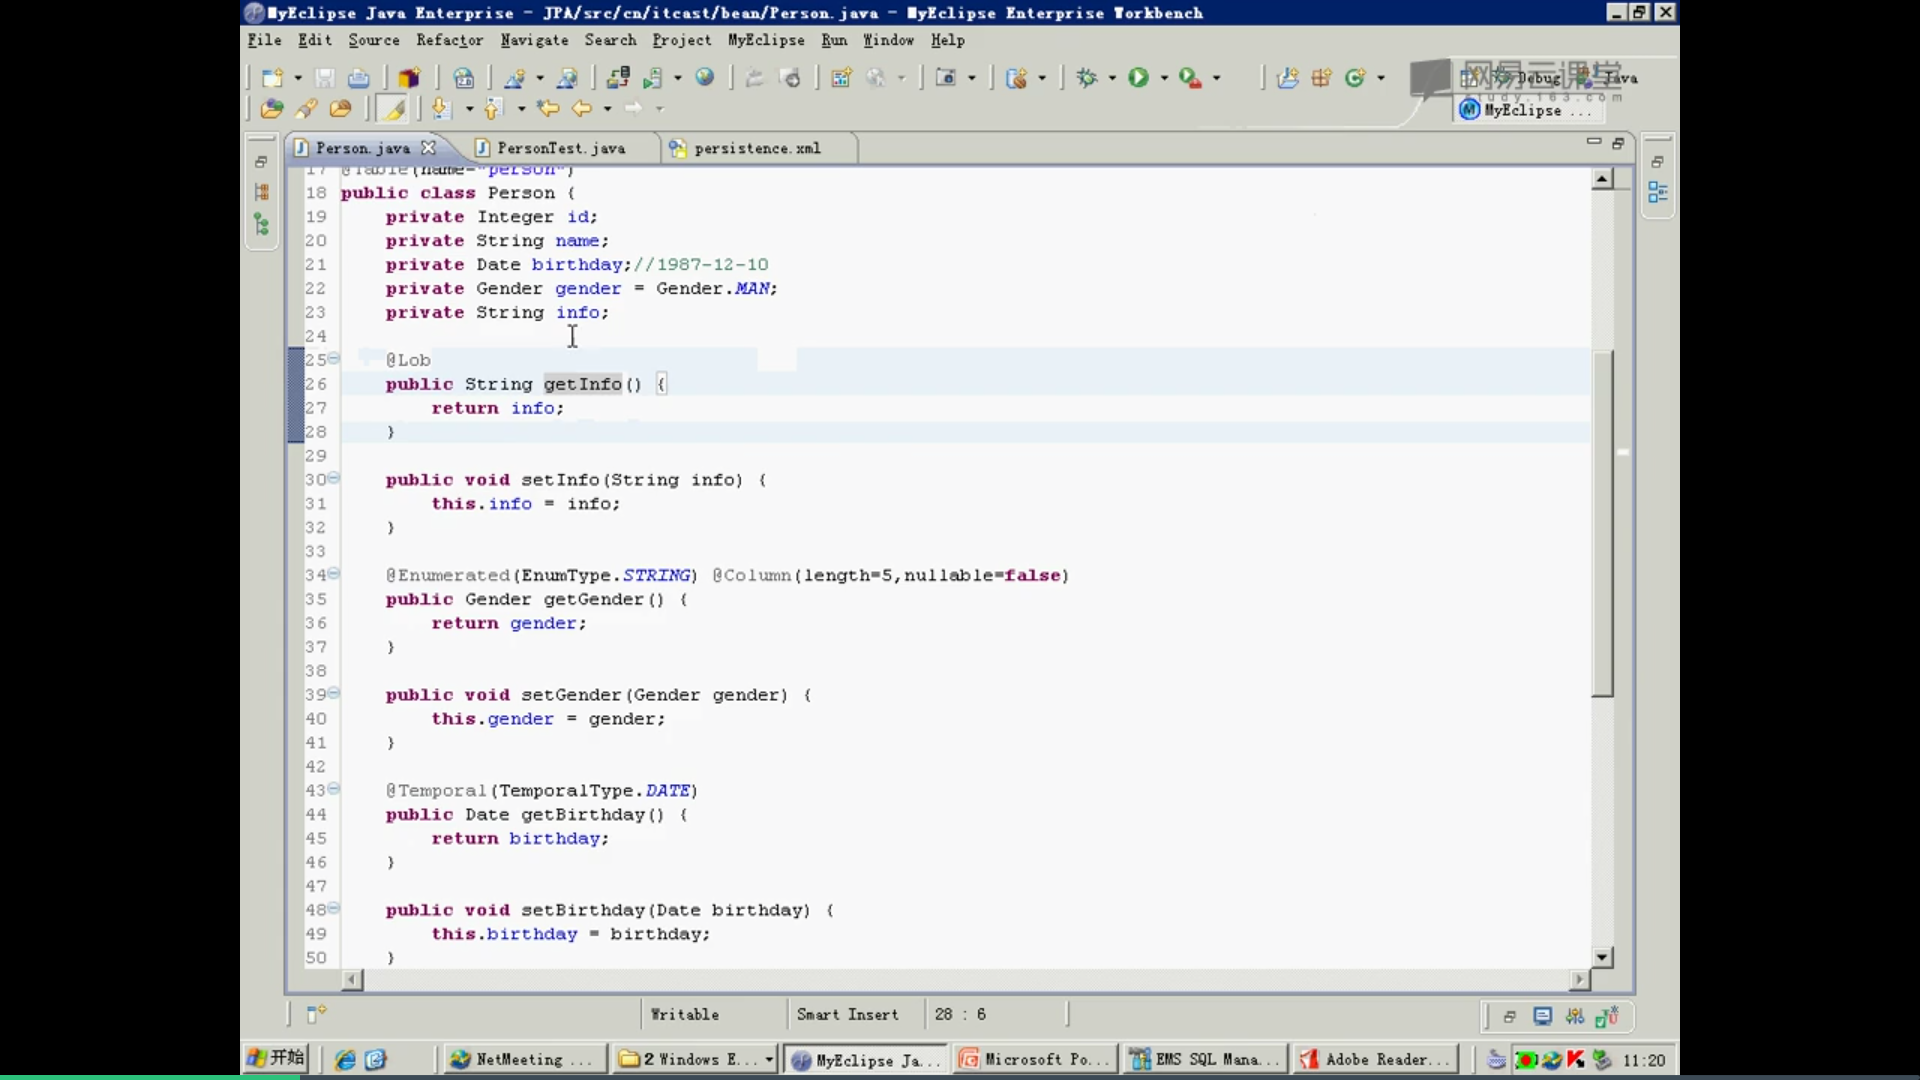 MyEclipse Java Enterprise - JPA/src/cn/itcast/bean/Person.java - MyEclipse Enterprise Workbench
File Edit Source Refactor Navigate Search Project MyEclipse Run Window Help
网易云课堂
Debug Java
study.163.com
MyEclipse ...
Person.java PersonTest.java persistence.xml
17 @Table(name="person")
18 public class Person {
19 private Integer id;
20 private String name;
21 private Date birthday;//1987-12-10
22 private Gender gender = Gender.MAN;
23 private String info;
24
25 @Lob
26 public String getInfo() {
27 return info;
28 }
29
30 public void setInfo(String info) {
31 this.info = info;
32 }
33
34 @Enumerated(EnumType.STRING) @Column(length=5,nullable=false)
35 public Gender getGender() {
36 return gender;
37 }
38
39 public void setGender(Gender gender) {
40 this.gender = gender;
41 }
42
43 @Temporal(TemporalType.DATE)
44 public Date getBirthday() {
45 return birthday;
46 }
47
48 public void setBirthday(Date birthday) {
49 this.birthday = birthday;
50 }
Writable Smart Insert 28 : 6
开始 NetMeeting ... 2 Windows E... MyEclipse Ja... Microsoft Po... EMS SQL Mana... Adobe Reader... 11:20